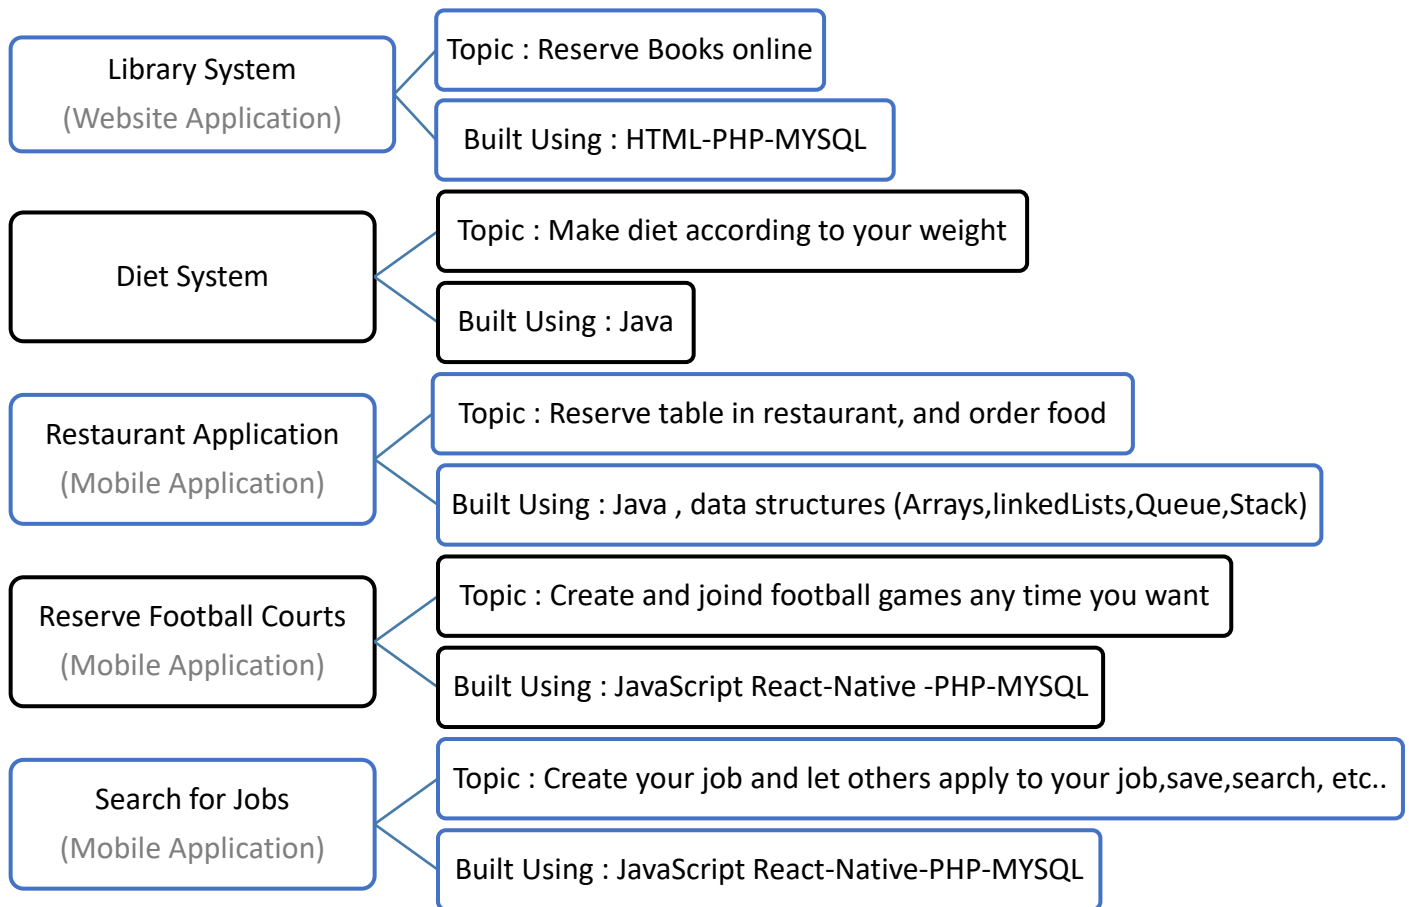 Library System
(Website Application)
Topic : Reserve Books online
Built Using : HTML-PHP-MYSQL
Diet System
Topic : Make diet according to your weight
Built Using : Java
Restaurant Application
(Mobile Application)
Topic : Reserve table in restaurant, and order food
Built Using : Java , data structures (Arrays,linkedLists,Queue,Stack)
Reserve Football Courts
(Mobile Application)
Topic : Create and joind football games any time you want
Built Using : JavaScript React-Native -PHP-MYSQL
Search for Jobs
(Mobile Application)
Topic : Create your job and let others apply to your job,save,search, etc..
Built Using : JavaScript React-Native-PHP-MYSQL